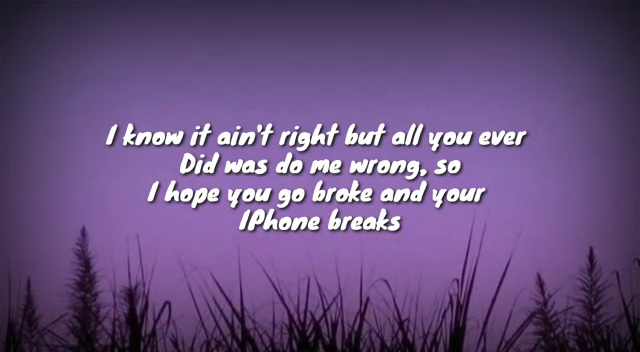 I know it ain't right but all you ever
Did was do me wrong, so
I hope you go broke and your
IPhone breaks